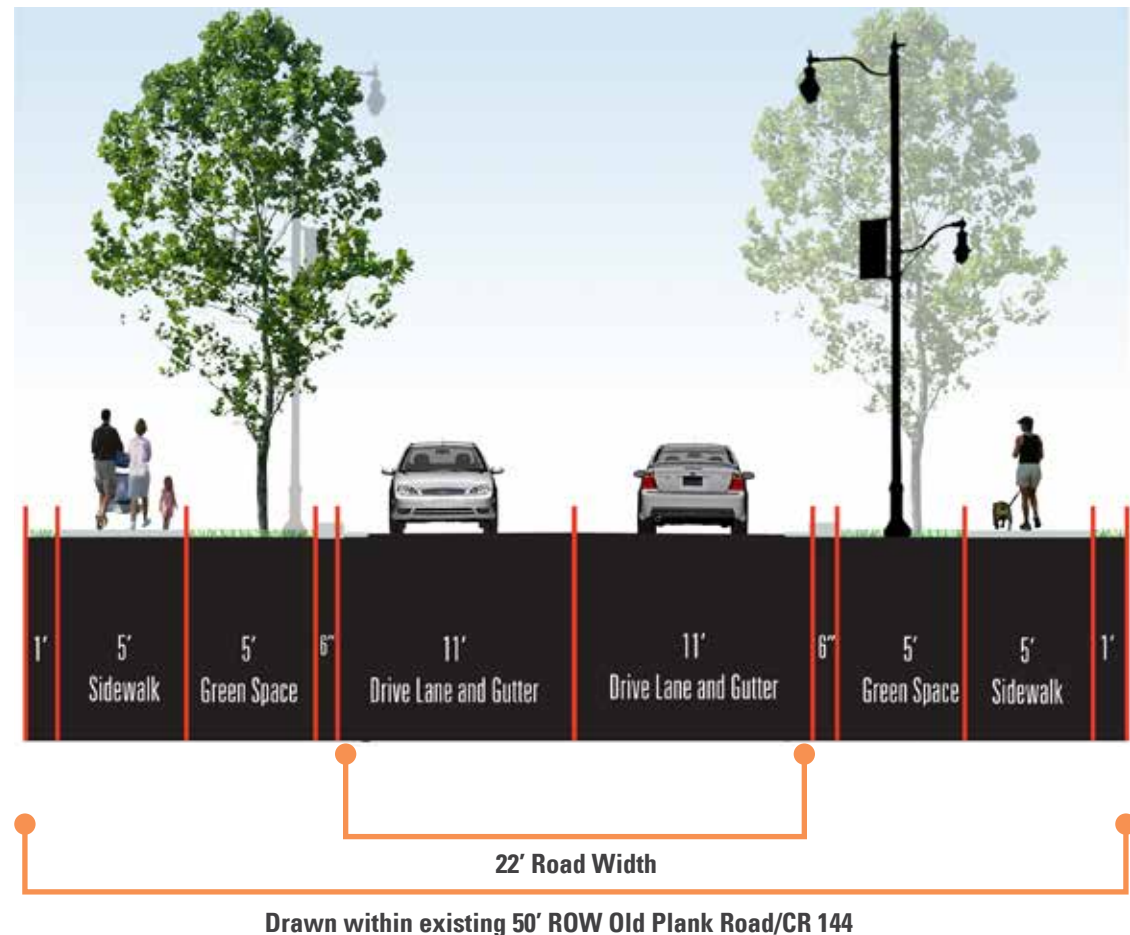 1'
5'
Sidewalk
5'
Green Space
6"
11'
Drive Lane and Gutter
11'
Drive Lane and Gutter
6"
5'
Green Space
5'
Sidewalk
1'
22' Road Width
Drawn within existing 50' ROW Old Plank Road/CR 144